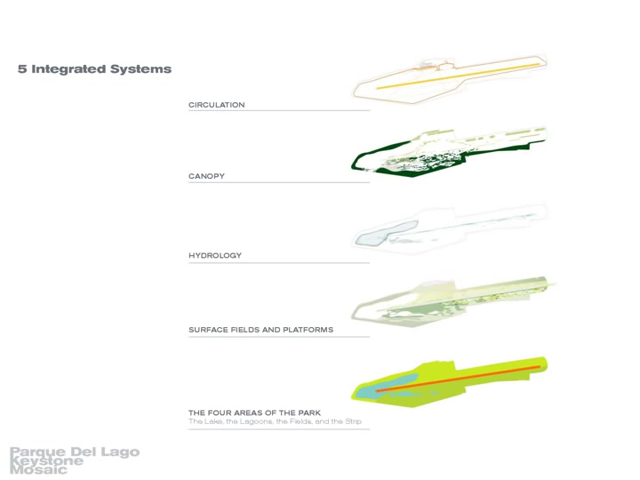 5 Integrated Systems
CIRCULATION
CANOPY
HYDROLOGY
SURFACE FIELDS AND PLATFORMS
THE FOUR AREAS OF THE PARK
The Lake, the Lagoons, the Fields, and the Strip
Parque Del Lago
Keystone
Mosaic